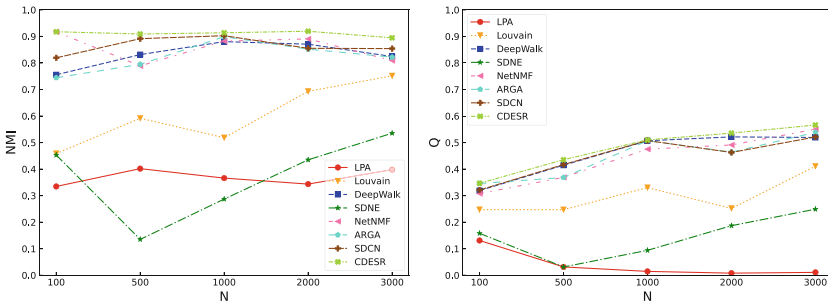 1.0
0.9
0.8
0.7
0.6
0.5
0.4
0.3
0.2
0.1
0.0
NMI
100 500 1000 2000 3000
N
LPA
Louvain
DeepWalk
SDNE
NetNMF
ARGA
SDCN
CDESR
1.0
0.9
0.8
0.7
0.6
0.5
0.4
0.3
0.2
0.1
0.0
Q
100 500 1000 2000 3000
N
LPA
Louvain
DeepWalk
SDNE
NetNMF
ARGA
SDCN
CDESR